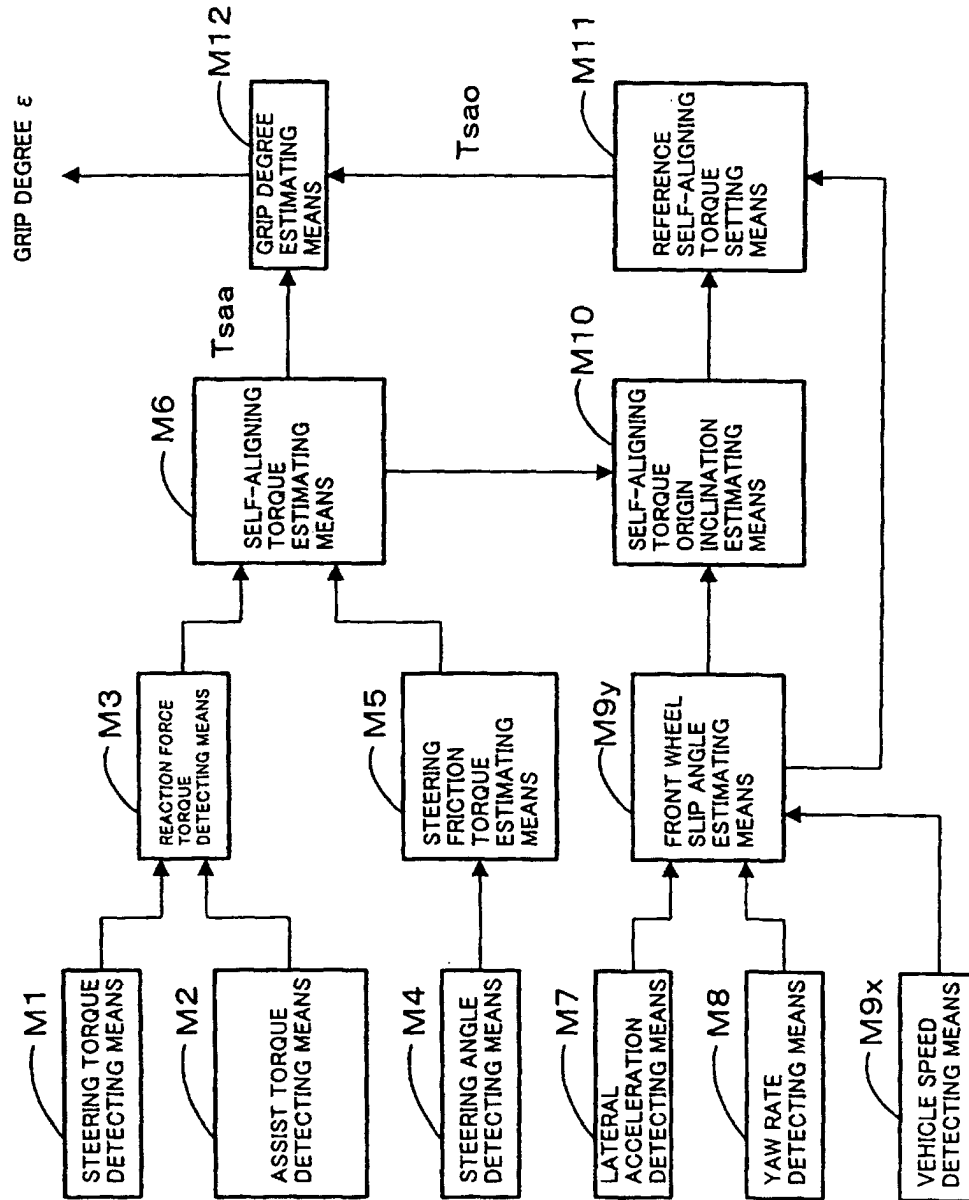 GRIP DEGREE ε
M12
GRIP DEGREE
ESTIMATING
MEANS
Tsaa
Tsao
M6
SELF-ALIGNING
TORQUE
ESTIMATING
MEANS
M11
REFERENCE
SELF-ALIGNING
TORQUE
SETTING
MEANS
M10
SELF-ALIGNING
TORQUE
ORIGIN
INCLINATION
ESTIMATING
MEANS
M3
REACTION FORCE
TORQUE
DETECTING MEANS
M5
STEERING
FRICTION
TORQUE
ESTIMATING
MEANS
M9y
FRONT WHEEL
SLIP ANGLE
ESTIMATING
MEANS
M1
STEERING TORQUE
DETECTING MEANS
M2
ASSIST TORQUE
DETECTING MEANS
M4
STEERING ANGLE
DETECTING MEANS
M7
LATERAL
ACCELERATION
DETECTING MEANS
M8
YAW RATE
DETECTING MEANS
M9x
VEHICLE SPEED
DETECTING MEANS